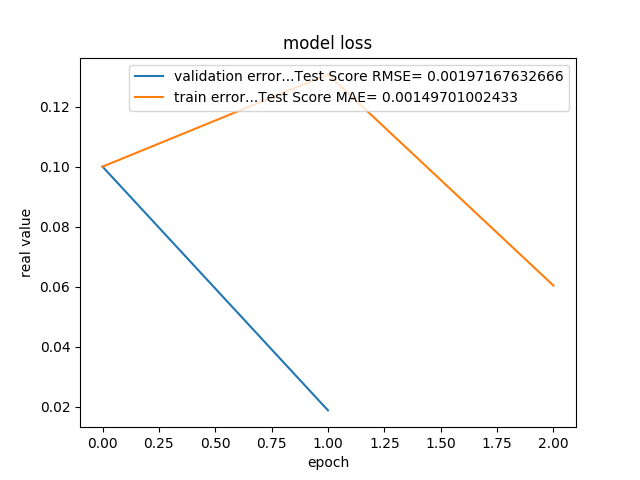 model loss
validation error...Test Score RMSE= 0.00197167632666
train error...Test Score MAE= 0.00149701002433
0.12
0.10
0.08
0.06
0.04
0.02
real value
0.00 0.25 0.50 0.75 1.00 1.25 1.50 1.75 2.00
epoch